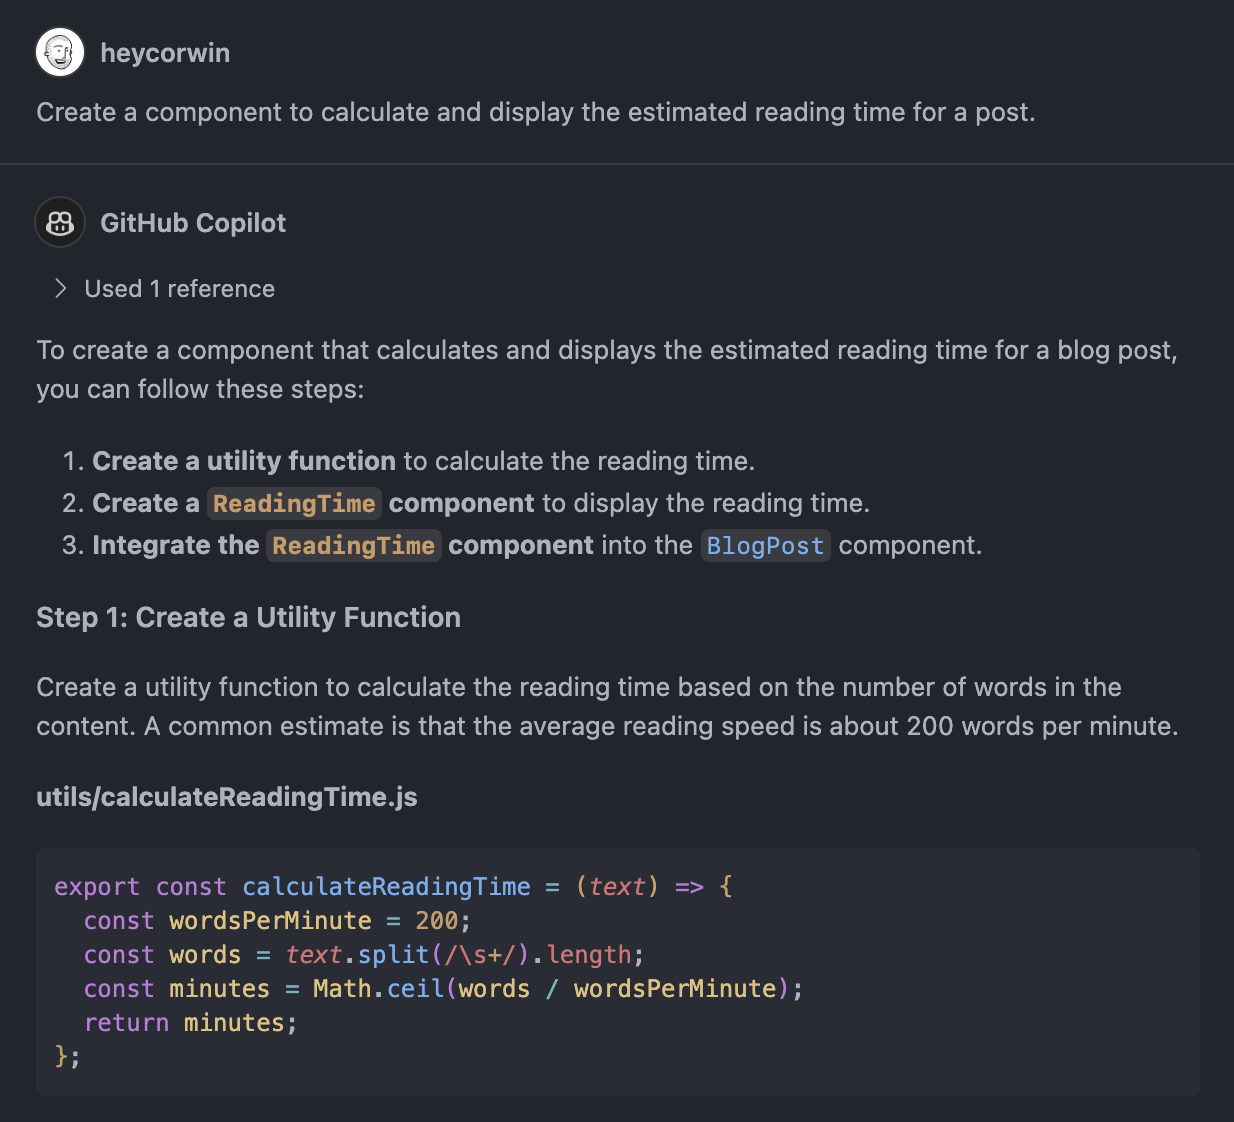 heycorwin
Create a component to calculate and display the estimated reading time for a post.
GitHub Copilot
Used 1 reference
To create a component that calculates and displays the estimated reading time for a blog post,
you can follow these steps:
1. Create a utility function to calculate the reading time.
2. Create a ReadingTime component to display the reading time.
3. Integrate the ReadingTime component into the BlogPost component.
Step 1: Create a Utility Function
Create a utility function to calculate the reading time based on the number of words in the
content. A common estimate is that the average reading speed is about 200 words per minute.
utils/calculateReadingTime.js
export const calculateReadingTime = (text) => {
  const wordsPerMinute = 200;
  const words = text.split(/\s+/).length;
  const minutes = Math.ceil(words / wordsPerMinute);
  return minutes;
};